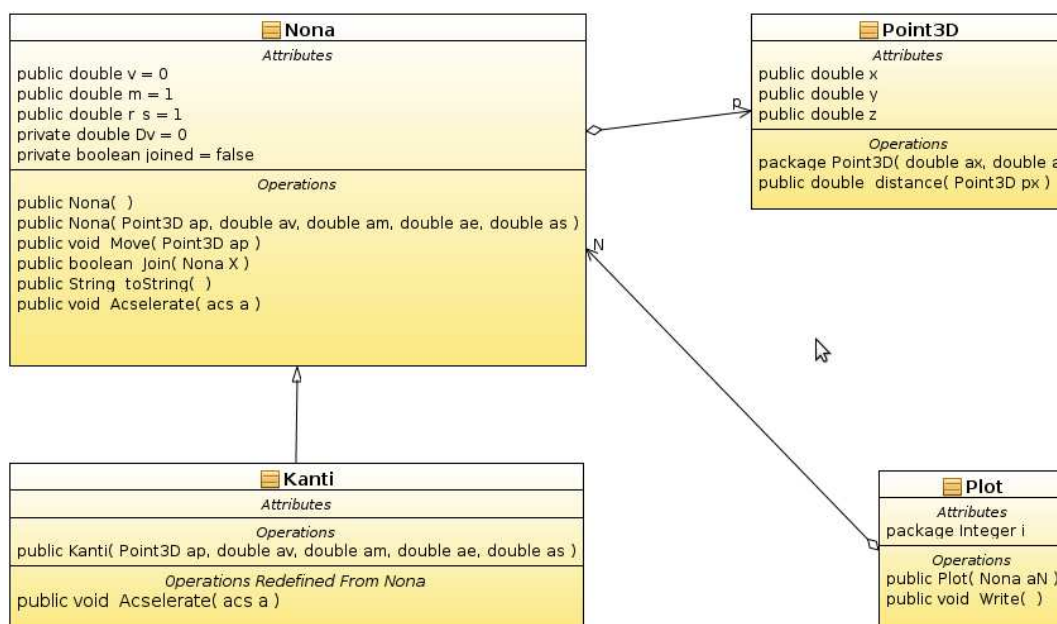 Nona
Attributes
public double v = 0
public double m = 1
public double r_s = 1
private double Dv = 0
private boolean joined = false
Operations
public Nona( )
public Nona( Point3D ap, double av, double am, double ae, double as )
public void Move( Point3D ap )
public boolean Join( Nona X )
public String toString( )
public void Acselerate( acs a )
p
Point3D
Attributes
public double x
public double y
public double z
Operations
package Point3D( double ax, double a
public double distance( Point3D px )
N
Kanti
Attributes
Operations
public Kanti( Point3D ap, double av, double am, double ae, double as )
Operations Redefined From Nona
public void Acselerate( acs a )
Plot
Attributes
package Integer i
Operations
public Plot( Nona aN )
public void Write( )